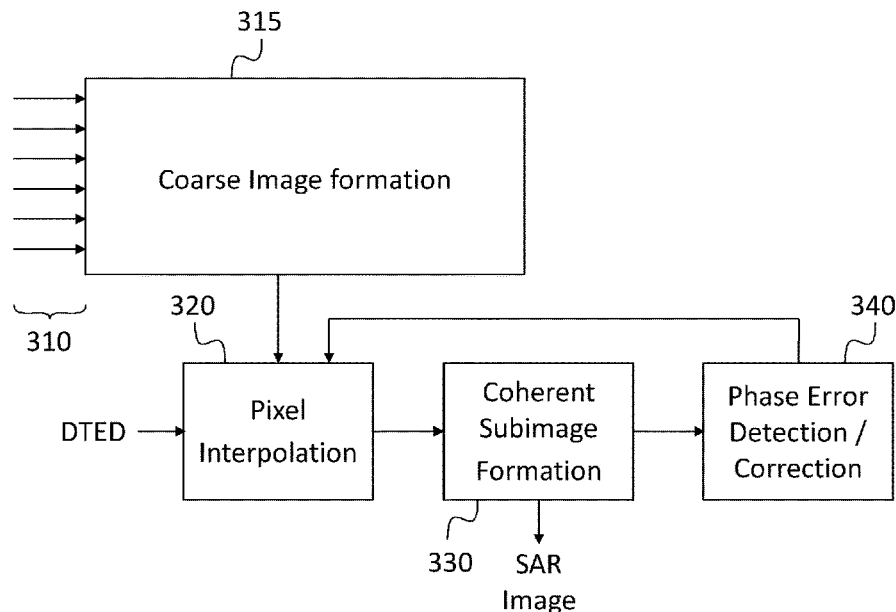 315
Coarse Image formation
310
320
340
DTED
Pixel
Interpolation
Coherent
Subimage
Formation
Phase Error
Detection /
Correction
330
SAR
Image